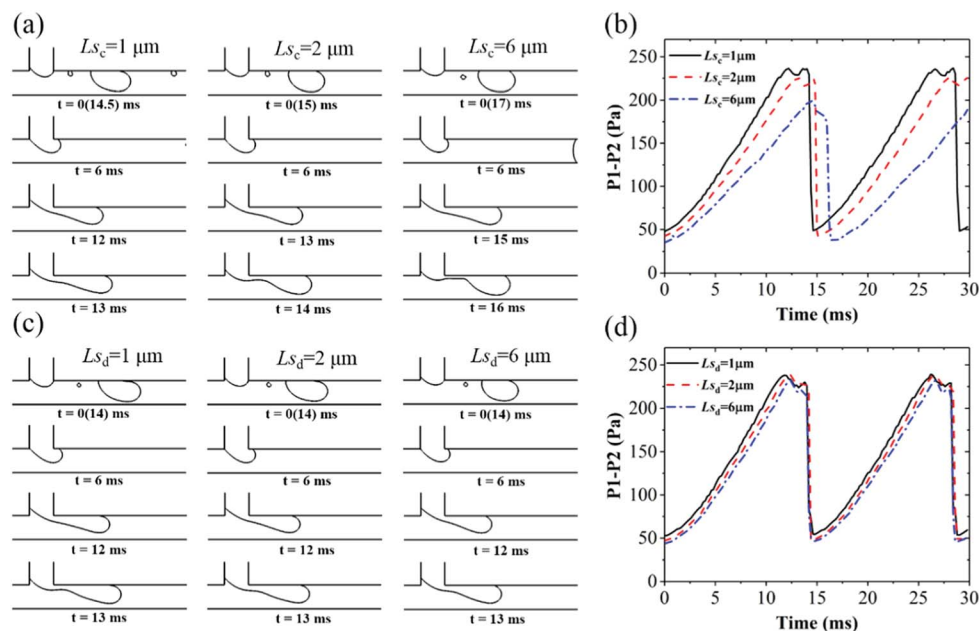 (a)
Lsc=1 μm Lsc=2 μm Lsc=6 μm
t = 0(14.5) ms t = 0(15) ms t = 0(17) ms
t = 6 ms t = 6 ms t = 6 ms
t = 12 ms t = 13 ms t = 15 ms
t = 13 ms t = 14 ms t = 16 ms
(b)
Lsc=1μm
Lsc=2μm
Lsc=6μm
P1-P2 (Pa)
250
200
150
100
50
0
0 5 10 15 20 25 30
Time (ms)
(c)
Lsd=1 μm Lsd=2 μm Lsd=6 μm
t = 0(14) ms t = 0(14) ms t = 0(14) ms
t = 6 ms t = 6 ms t = 6 ms
t = 12 ms t = 12 ms t = 12 ms
t = 13 ms t = 13 ms t = 13 ms
(d)
Lsd=1μm
Lsd=2μm
Lsd=6μm
P1-P2 (Pa)
250
200
150
100
50
0
0 5 10 15 20 25 30
Time (ms)